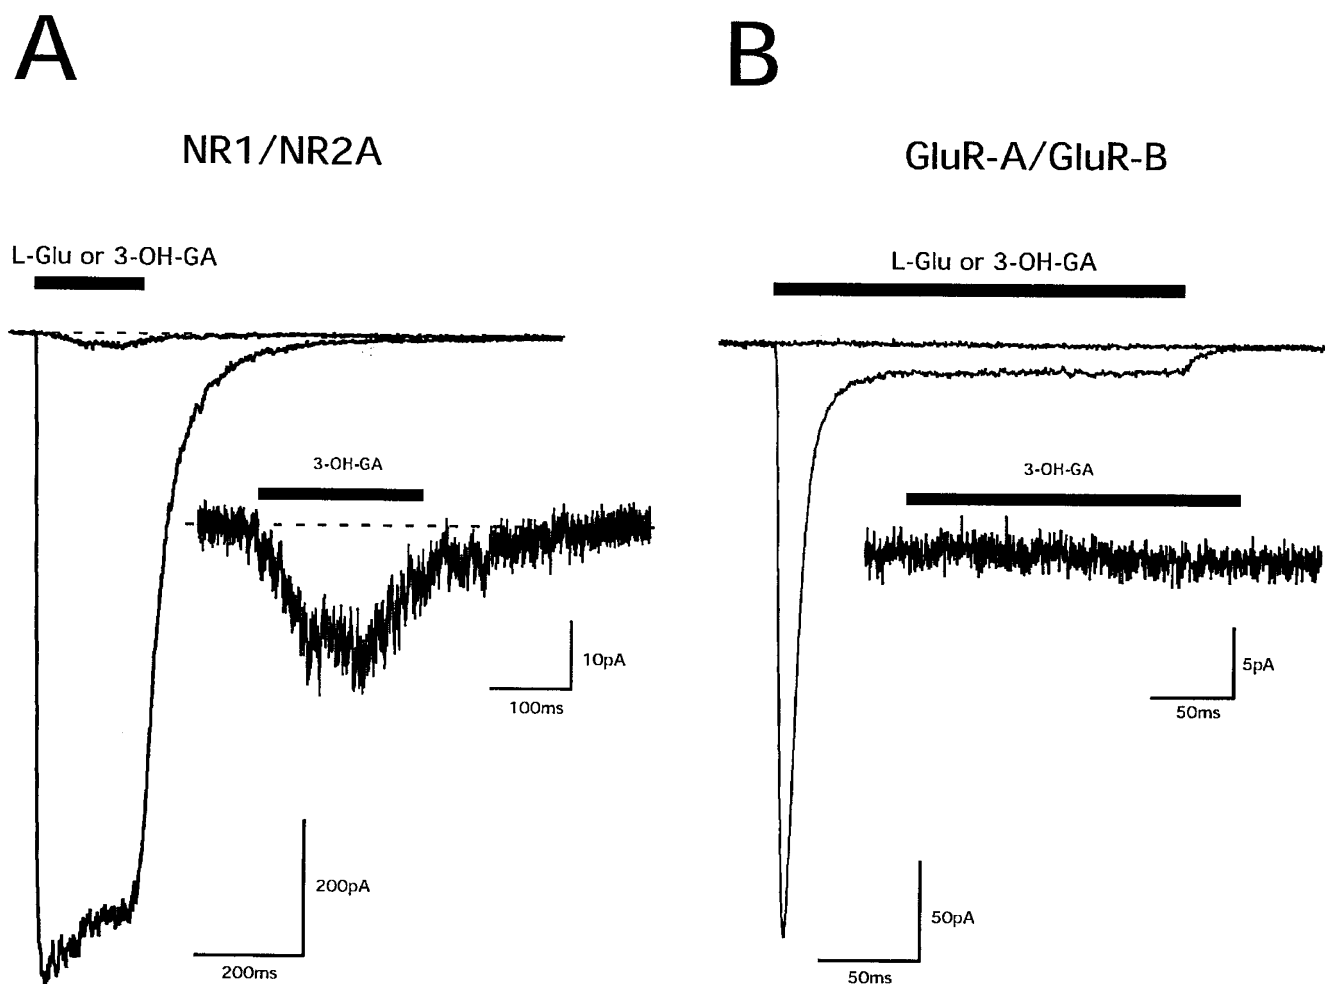 A
B
NR1/NR2A
GluR-A/GluR-B
L-Glu or 3-OH-GA
L-Glu or 3-OH-GA
3-OH-GA
3-OH-GA
10pA
100ms
5pA
50ms
200pA
200ms
50pA
50ms